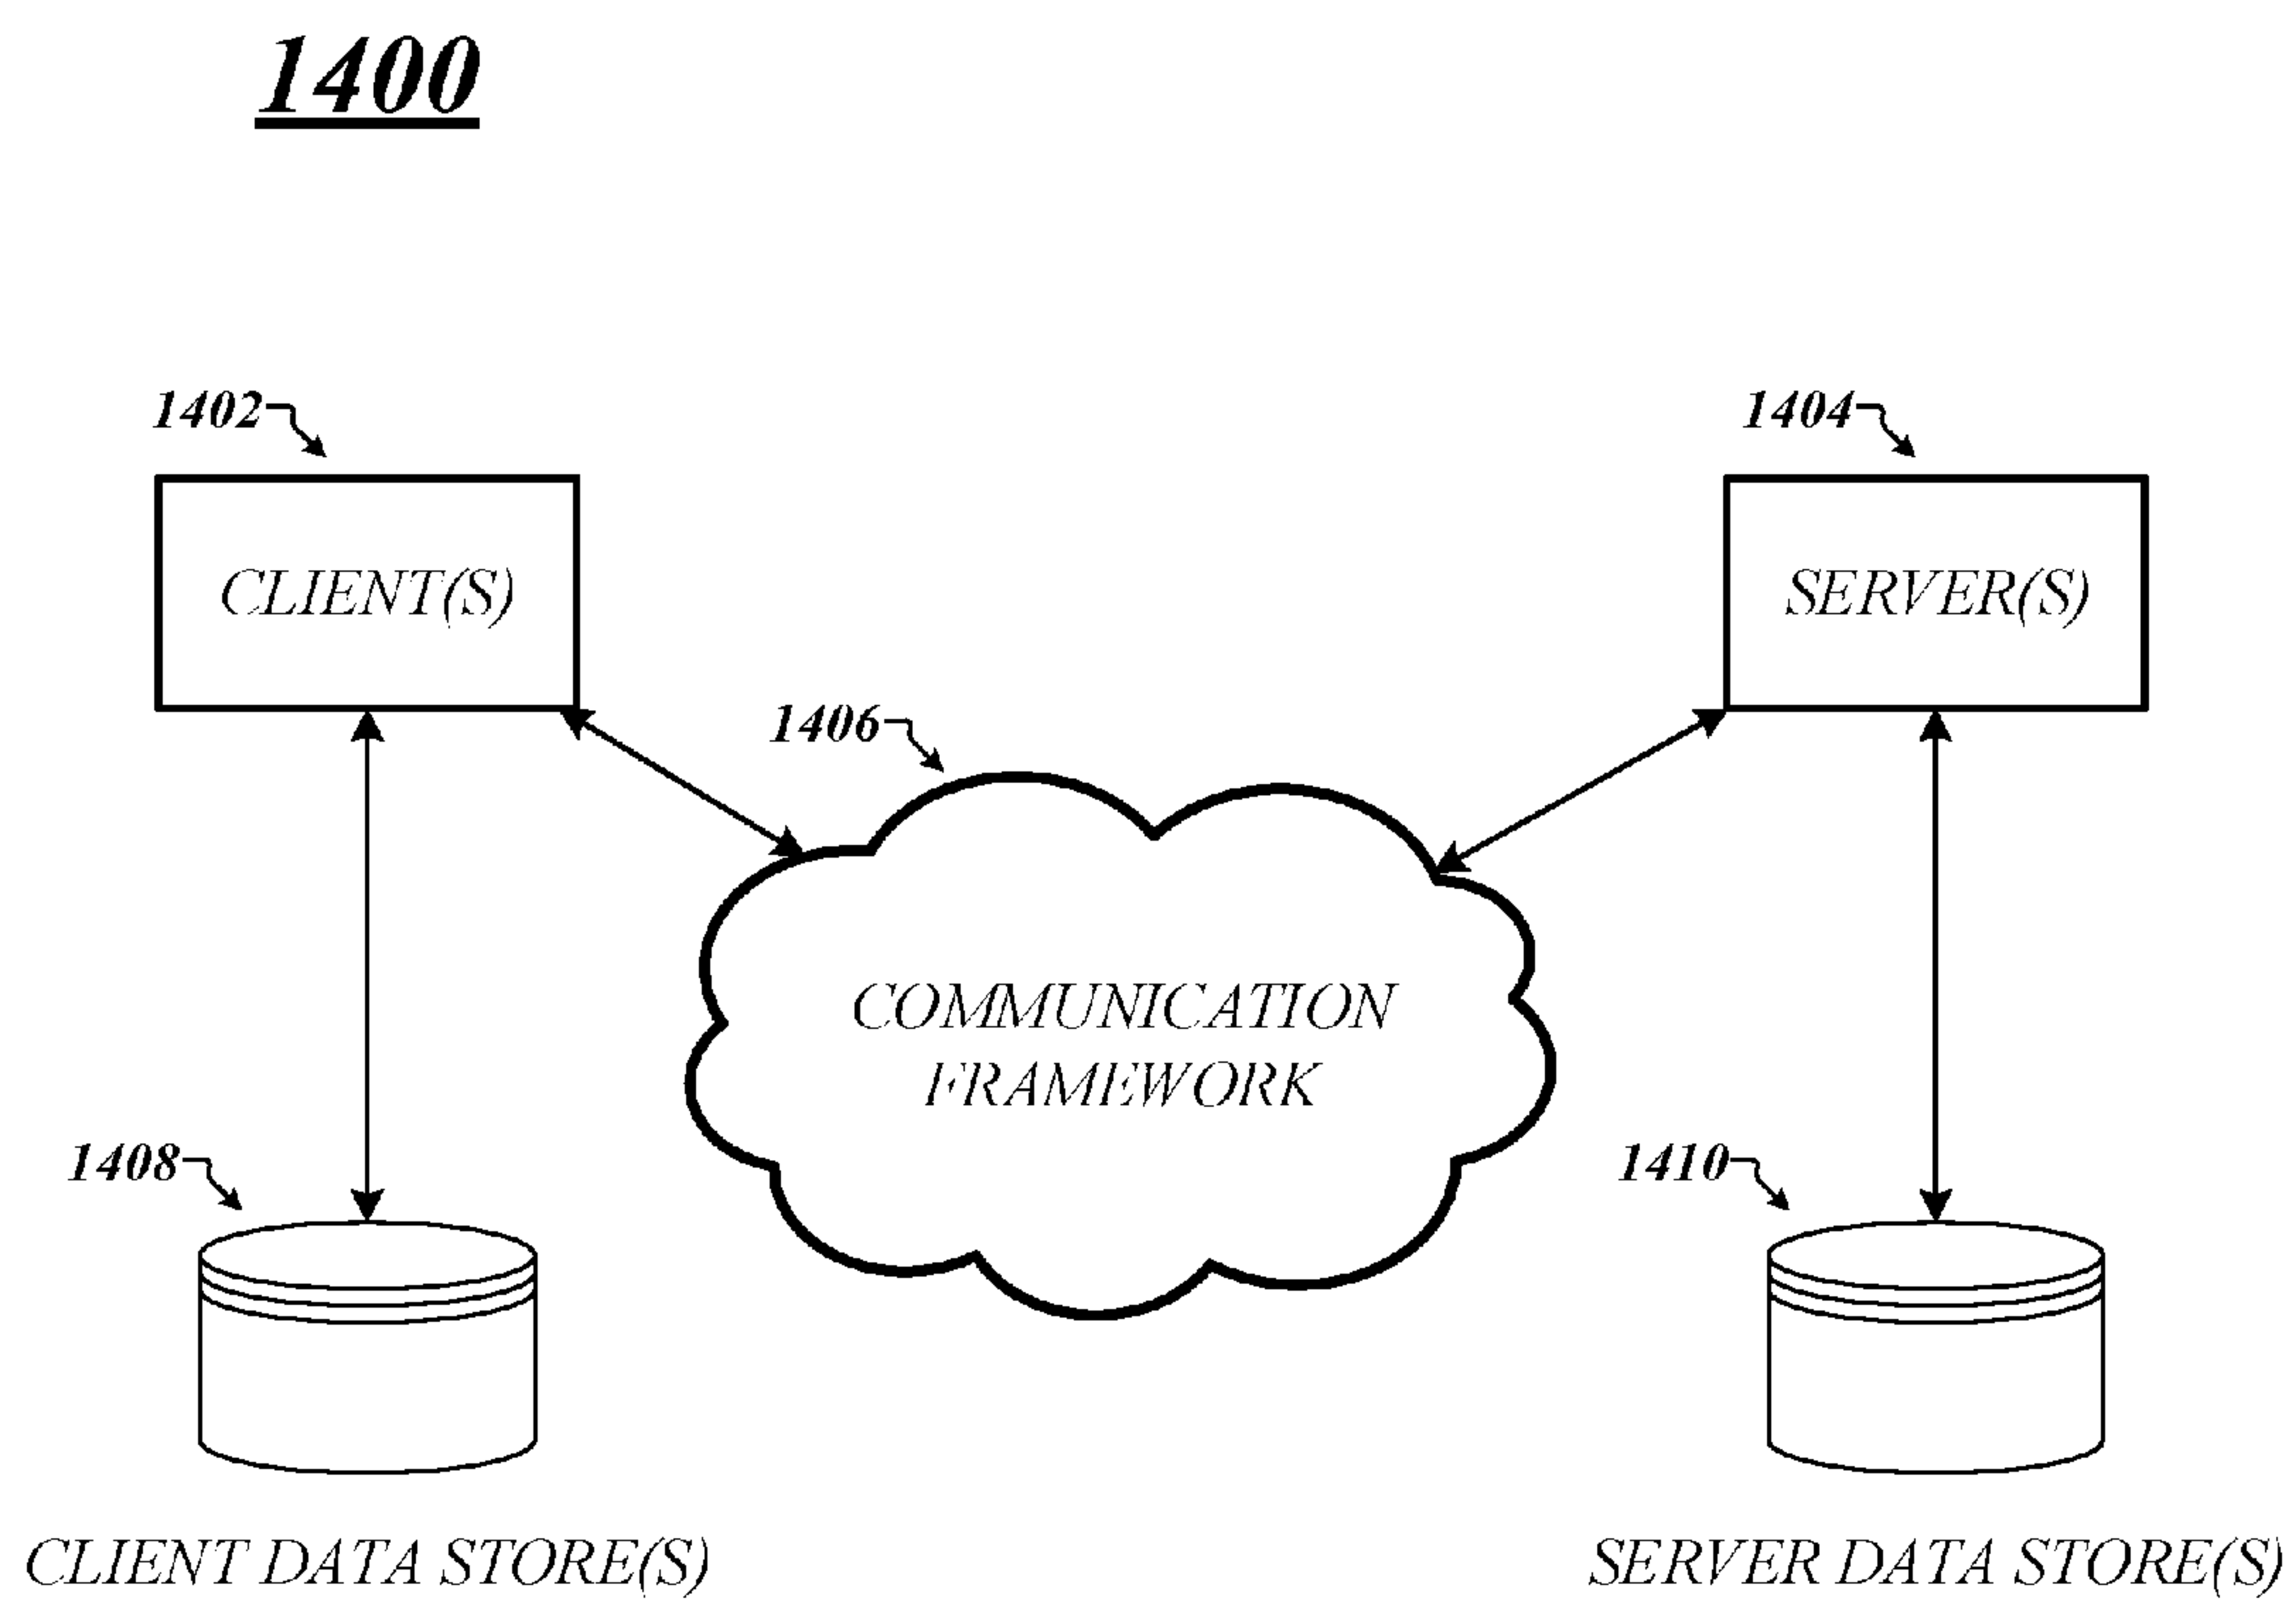 1400
1402
1404
CLIENT(S)
SERVER(S)
1406
COMMUNICATION
FRAMEWORK
1408
1410
CLIENT DATA STORE(S)
SERVER DATA STORE(S)